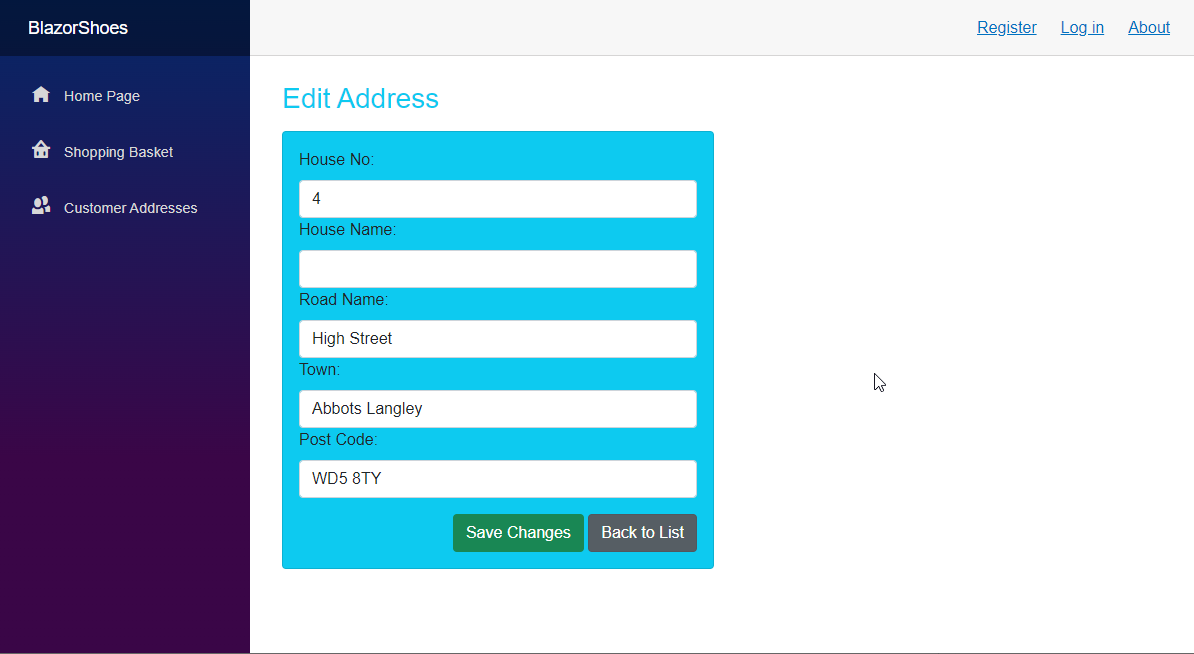 BlazorShoes
Register Log in About
Home Page
Shopping Basket
Customer Addresses
Edit Address
House No:
4
House Name:
Road Name:
High Street
Town:
Abbots Langley
Post Code:
WD5 8TY
Save Changes Back to List